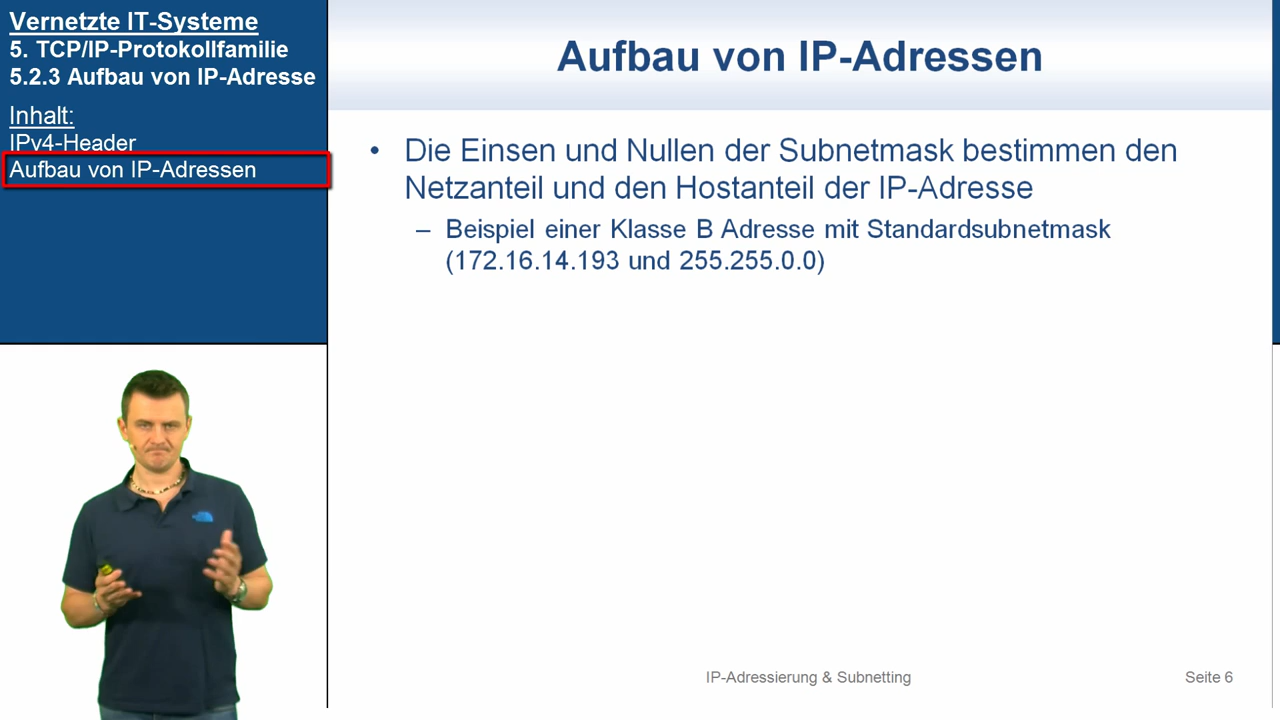 Vernetzte IT-Systeme
5. TCP/IP-Protokollfamilie
5.2.3 Aufbau von IP-Adresse
Inhalt:
IPv4-Header
Aufbau von IP-Adressen
Aufbau von IP-Adressen
• Die Einsen und Nullen der Subnetmask bestimmen den
Netzanteil und den Hostanteil der IP-Adresse
– Beispiel einer Klasse B Adresse mit Standardsubnetmask
(172.16.14.193 und 255.255.0.0)
IP-Adressierung & Subnetting
Seite 6